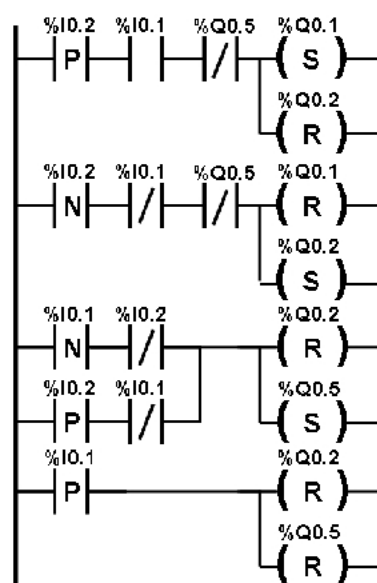 %I0.2 %I0.1 %Q0.5 %Q0.1
P S
%Q0.2
R
%I0.2 %I0.1 %Q0.5 %Q0.1
N R
%Q0.2
S
%I0.1 %I0.2 %Q0.2
N R
%I0.2 %I0.1 %Q0.5
P S
%I0.1 %Q0.2
P R
%Q0.5
R